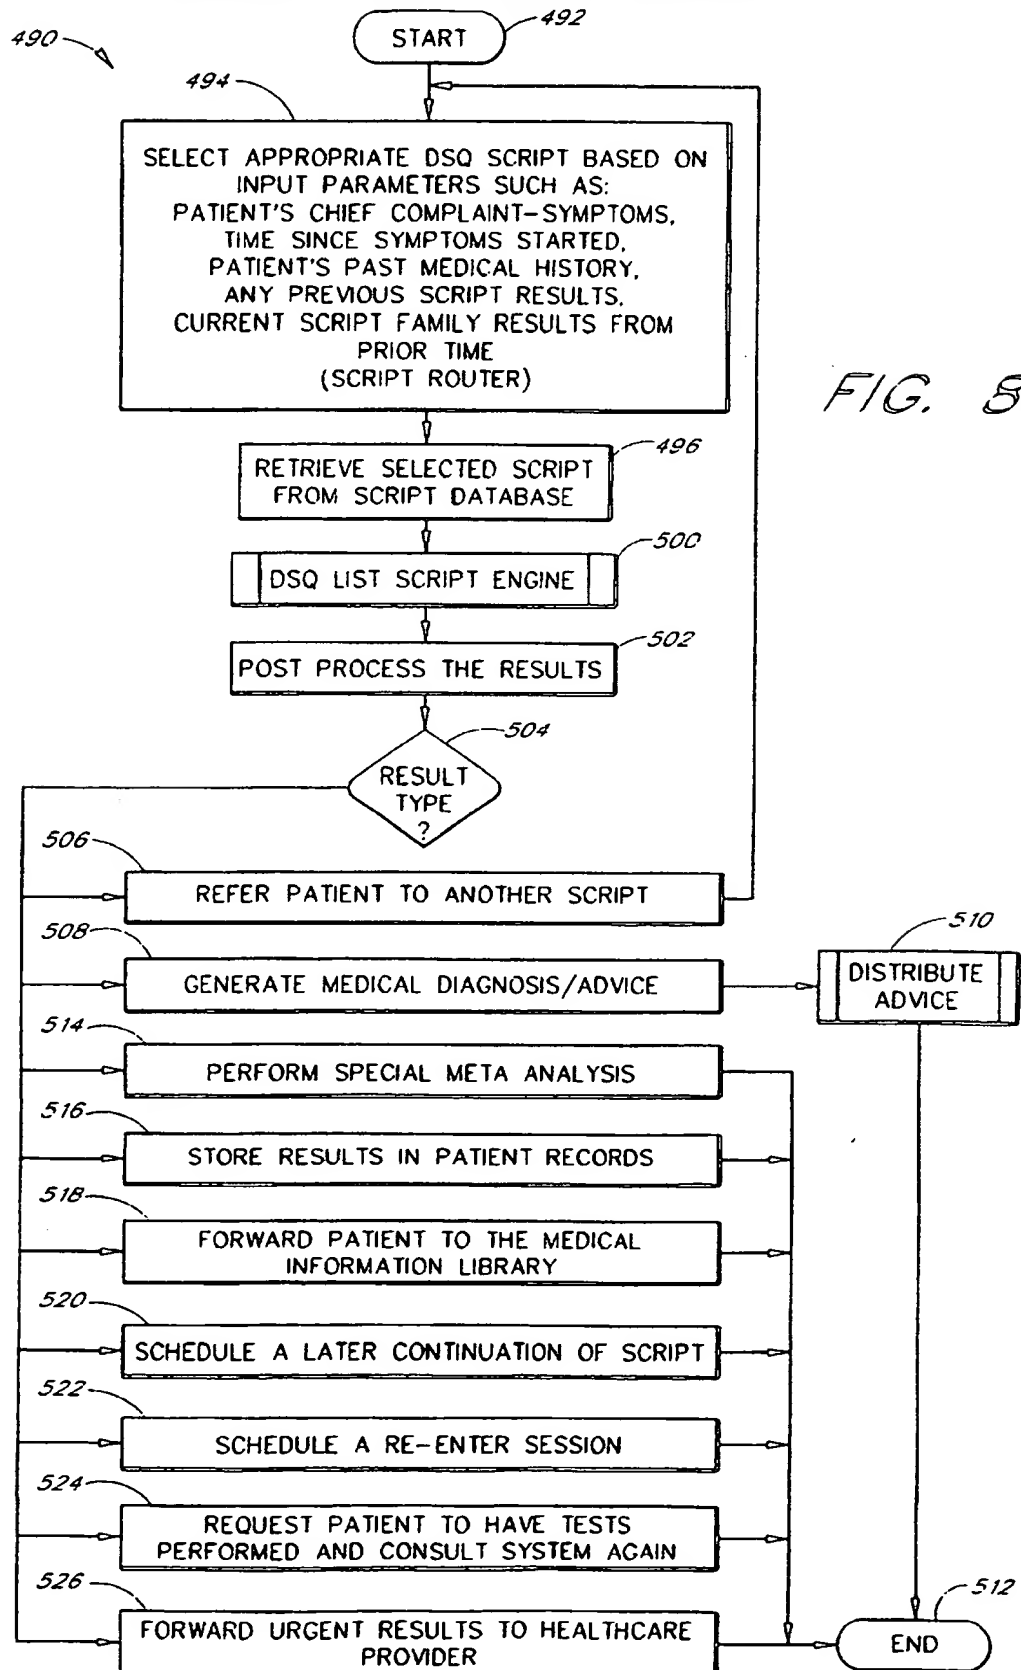 492
START
490
494
SELECT APPROPRIATE DSQ SCRIPT BASED ON
INPUT PARAMETERS SUCH AS:
PATIENT'S CHIEF COMPLAINT-SYMPTOMS,
TIME SINCE SYMPTOMS STARTED,
PATIENT'S PAST MEDICAL HISTORY,
ANY PREVIOUS SCRIPT RESULTS,
CURRENT SCRIPT FAMILY RESULTS FROM
PRIOR TIME
(SCRIPT ROUTER)
FIG. 8
496
RETRIEVE SELECTED SCRIPT
FROM SCRIPT DATABASE
500
DSQ LIST SCRIPT ENGINE
502
POST PROCESS THE RESULTS
504
RESULT
TYPE
?
506
REFER PATIENT TO ANOTHER SCRIPT
508
GENERATE MEDICAL DIAGNOSIS/ADVICE
510
DISTRIBUTE
ADVICE
514
PERFORM SPECIAL META ANALYSIS
516
STORE RESULTS IN PATIENT RECORDS
518
FORWARD PATIENT TO THE MEDICAL
INFORMATION LIBRARY
520
SCHEDULE A LATER CONTINUATION OF SCRIPT
522
SCHEDULE A RE-ENTER SESSION
524
REQUEST PATIENT TO HAVE TESTS
PERFORMED AND CONSULT SYSTEM AGAIN
526
FORWARD URGENT RESULTS TO HEALTHCARE
PROVIDER
512
END